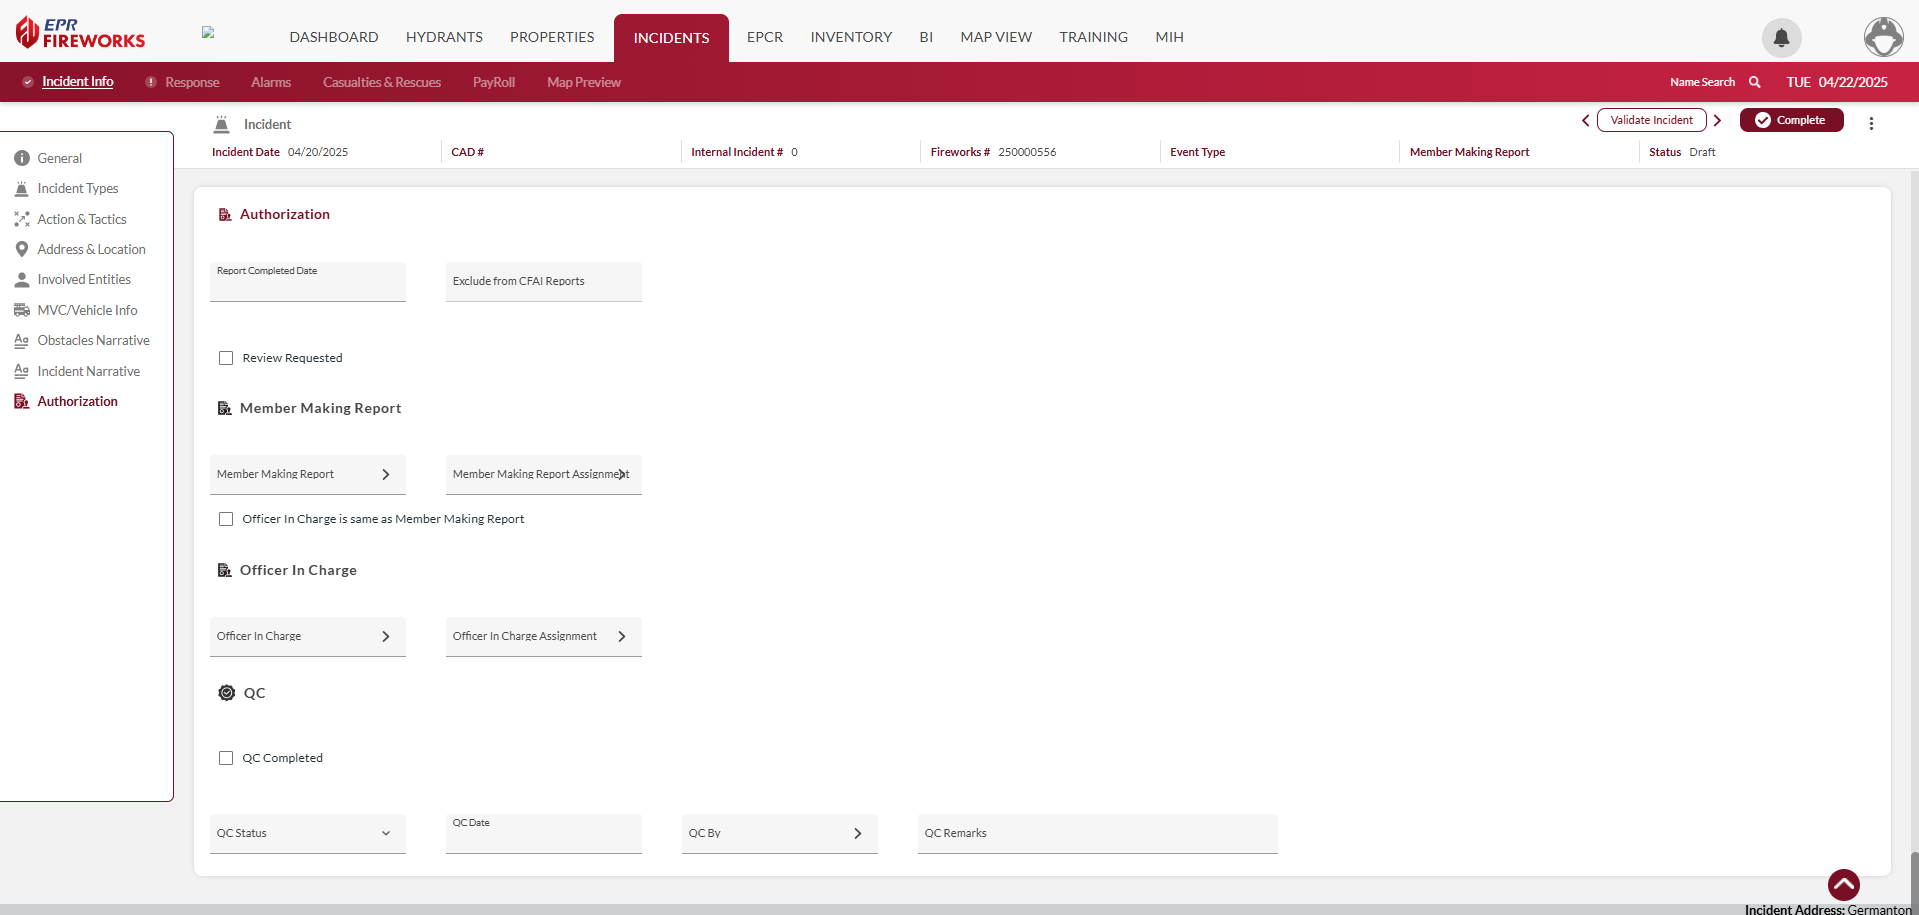 EPR
FIREWORKS
DASHBOARD HYDRANTS PROPERTIES INCIDENTS EPCR INVENTORY BI MAP VIEW TRAINING MIH
Incident Info Response Alarms Casualties & Rescues PayRoll Map Preview Name Search TUE 04/22/2025
Incident Validate Incident Complete
Incident Date 04/20/2025 CAD # Internal Incident # 0 Fireworks # 250000556 Event Type Member Making Report Status Draft
General
Incident Types
Action & Tactics
Address & Location
Involved Entities
MVC/Vehicle Info
Obstacles Narrative
Incident Narrative
Authorization
Authorization
Report Completed Date Exclude from CFAI Reports
Review Requested
Member Making Report
Member Making Report Member Making Report Assignment
Officer In Charge is same as Member Making Report
Officer In Charge
Officer In Charge Officer In Charge Assignment
QC
QC Completed
QC Status QC Date QC By QC Remarks
Incident Address: Germanton